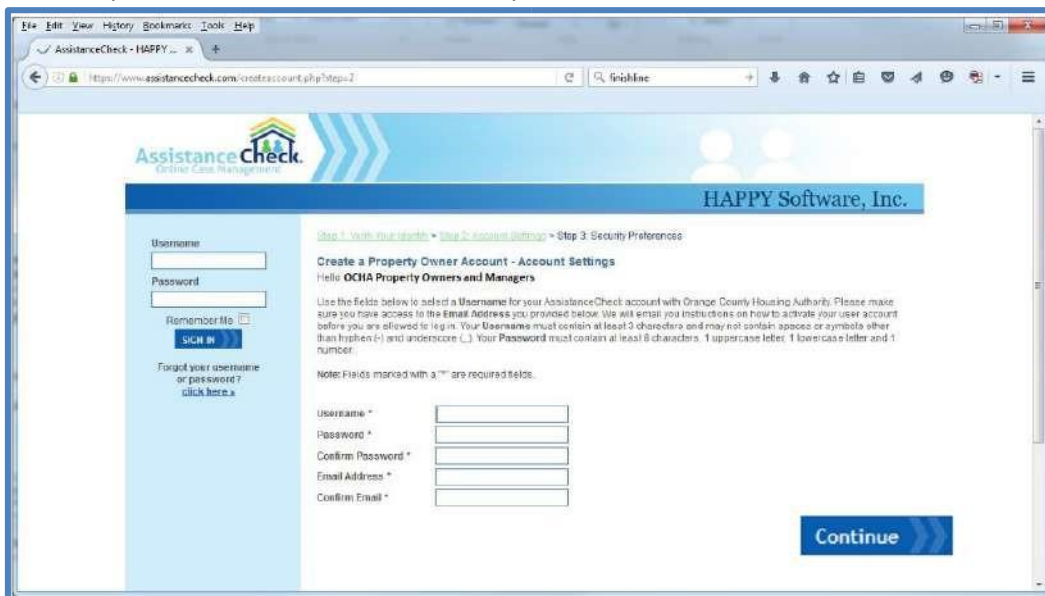 File Edit View History Bookmarks Tools Help
AssistanceCheck - HAPPY ... × +
https://www.assistancecheck.com/createaccount.php?step=2
finishline
AssistanceCheck.
Online Case Management
HAPPY Software, Inc.
Username
Password
Remember Me
SIGN IN
Forgot your username
or password?
click here »
Step 1: Verify Your Identity » Step 2: Account Settings » Step 3: Security Preferences
Create a Property Owner Account - Account Settings
Hello OCHA Property Owners and Managers
Use the fields below to select a Username for your AssistanceCheck account with Orange County Housing Authority. Please make
sure you have access to the Email Address you provided below. We will email you instructions on how to activate your user account
before you are allowed to log in. Your Username must contain at least 3 characters and may not contain spaces or symbols other
than hyphen (-) and underscore (_). Your Password must contain at least 8 characters, 1 uppercase letter, 1 lowercase letter and 1
number.
Note: Fields marked with a "*" are required fields.
Username *
Password *
Confirm Password *
Email Address *
Confirm Email *
Continue